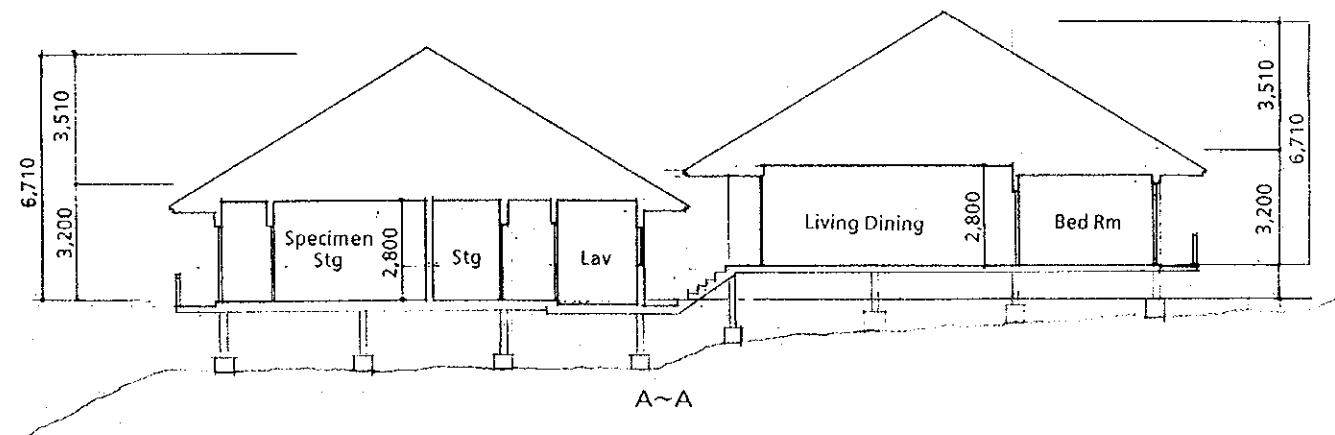 3,510
6,710
3,200
Specimen
Stg
2,800
Stg
Lav
Living Dining
2,800
Bed Rm
3,510
6,710
3,200
A~A